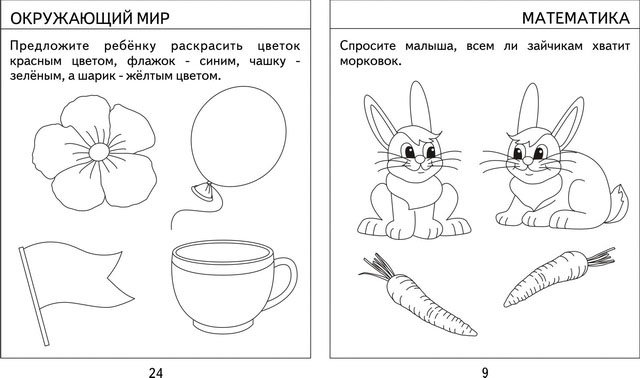 ОКРУЖАЮЩИЙ МИР
Предложите ребёнку раскрасить цветок
красным цветом, флажок - синим, чашку -
зелёным, а шарик - жёлтым цветом.
24
МАТЕМАТИКА
Спросите малыша, всем ли зайчикам хватит
морковок.
9